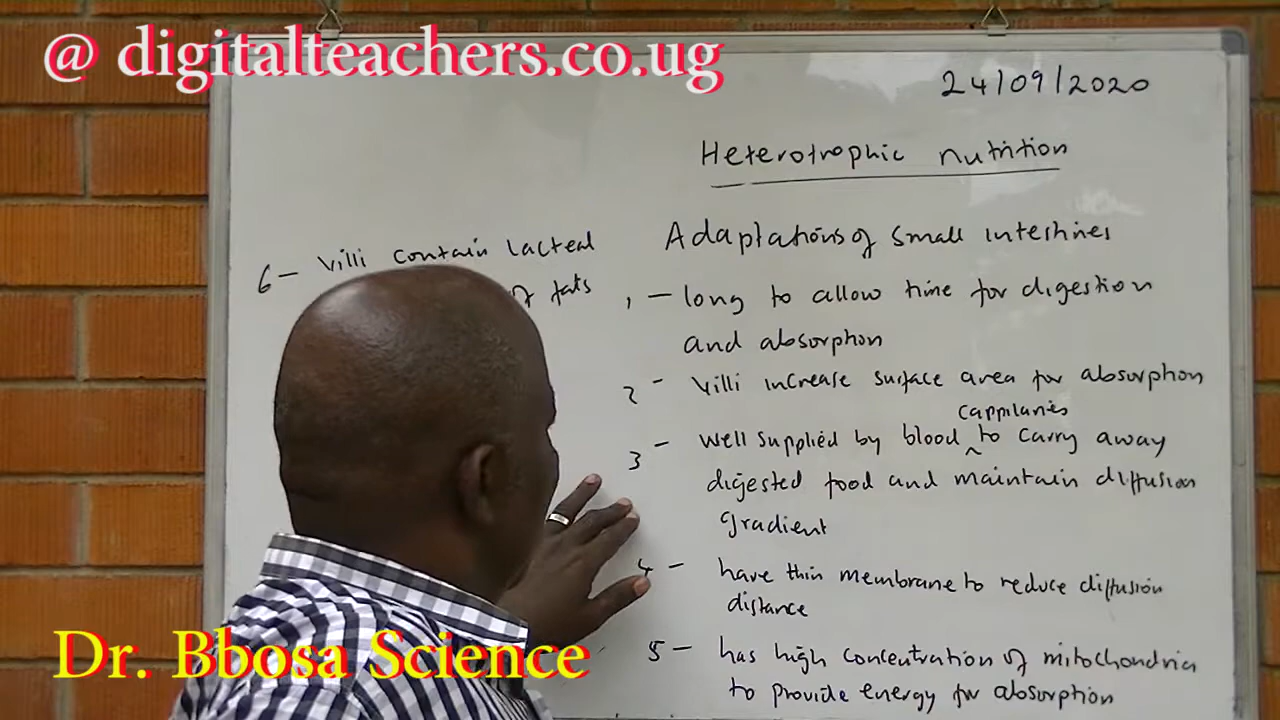 @ digitalteachers.co.ug
24/09/2020
Heterotrophic nutrition
Adaptations of small intestines
1 - long to allow time for digestion
and absorption
2 - Villi increase surface area for absorption
cappilaries
3 - well supplied by blood ^ to carry away
digested food and maintain diffusion
gradient
4 - have thin membrane to reduce diffusion
distance
5 - has high concentration of mitochondria
to provide energy for absorption
6 - Villi contain lacteal
of fats
Dr. Bbosa Science